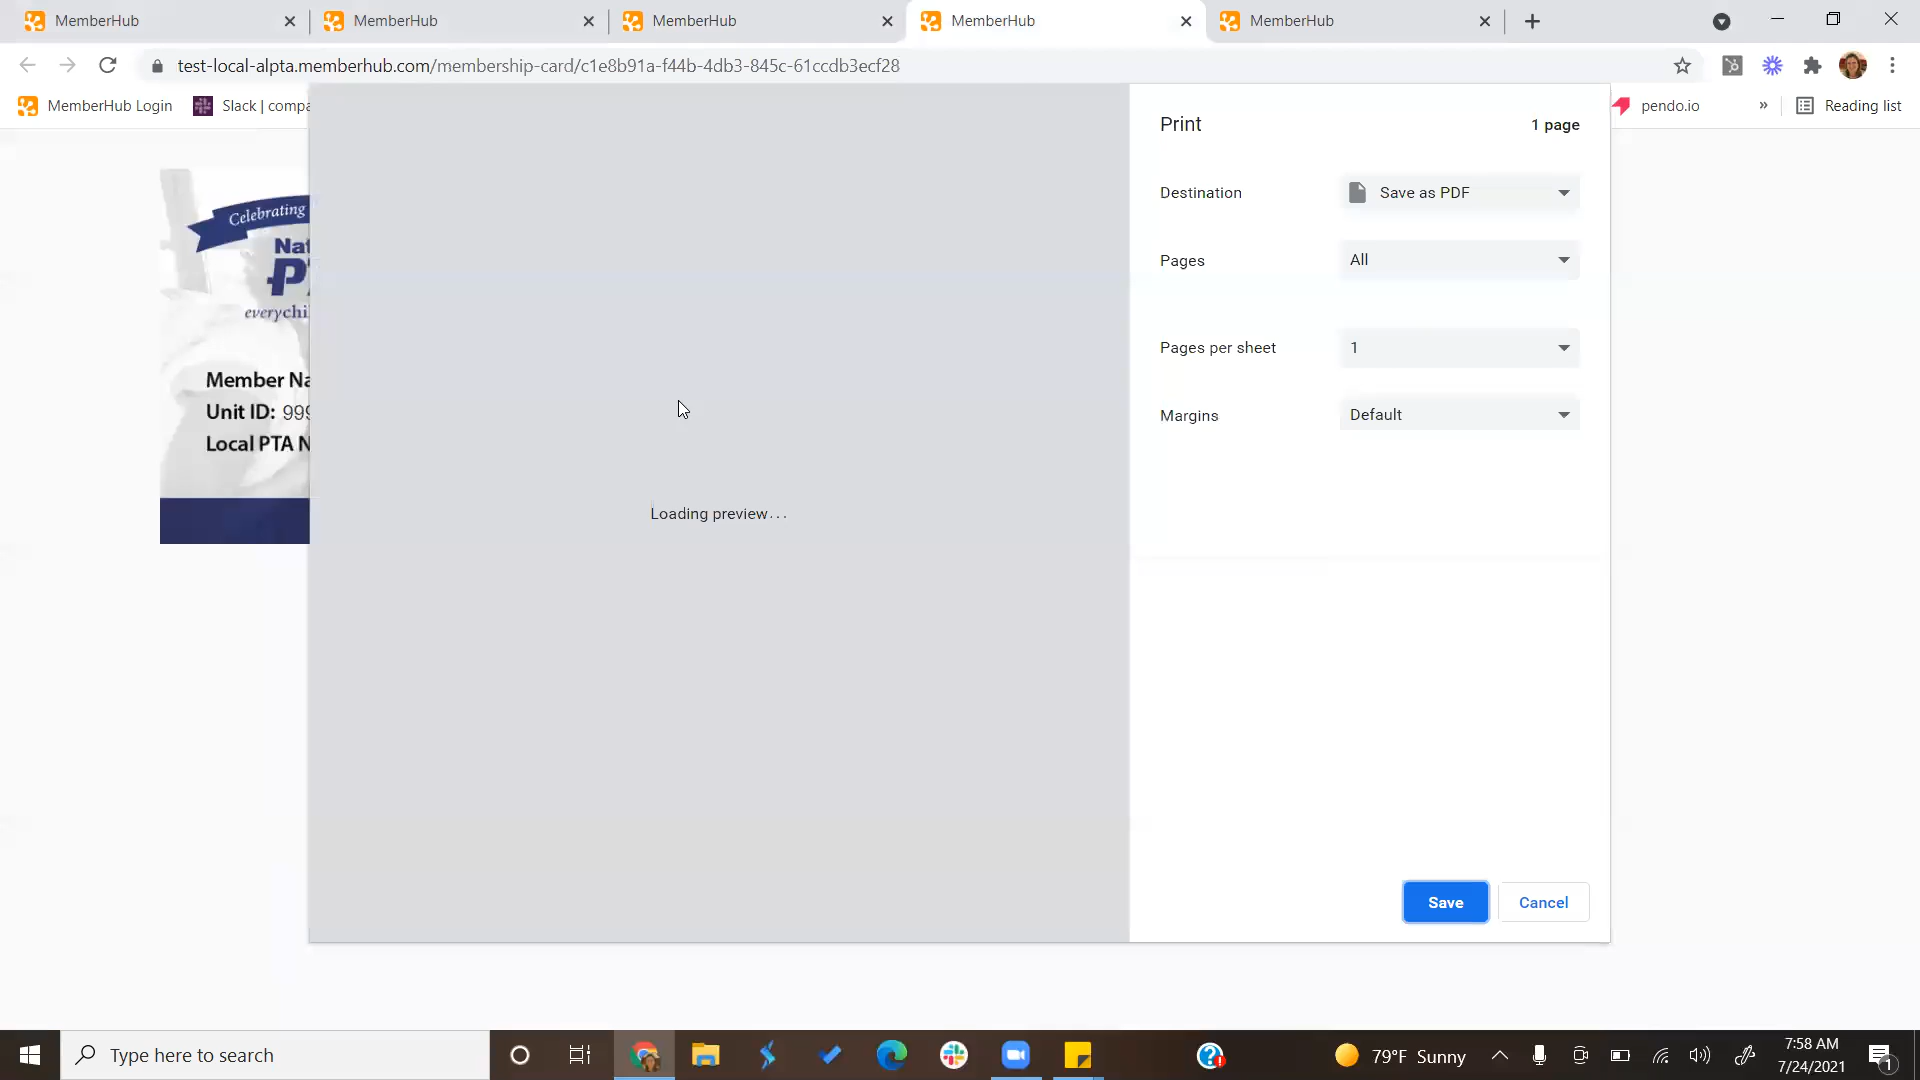 MemberHub
MemberHub
MemberHub
MemberHub
MemberHub
test-local-alpta.memberhub.com/membership-card/c1e8b91a-f44b-4db3-845c-61ccdb3ecf28
MemberHub Login
Slack | compa
pendo.io
»
Reading list
Celebrating
Nat
P
everychi
Member Na
Unit ID: 999
Local PTA N
Loading preview...
Print
1 page
Destination
Save as PDF
Pages
All
Pages per sheet
1
Margins
Default
Save
Cancel
Type here to search
79°F Sunny
7:58 AM
7/24/2021
1